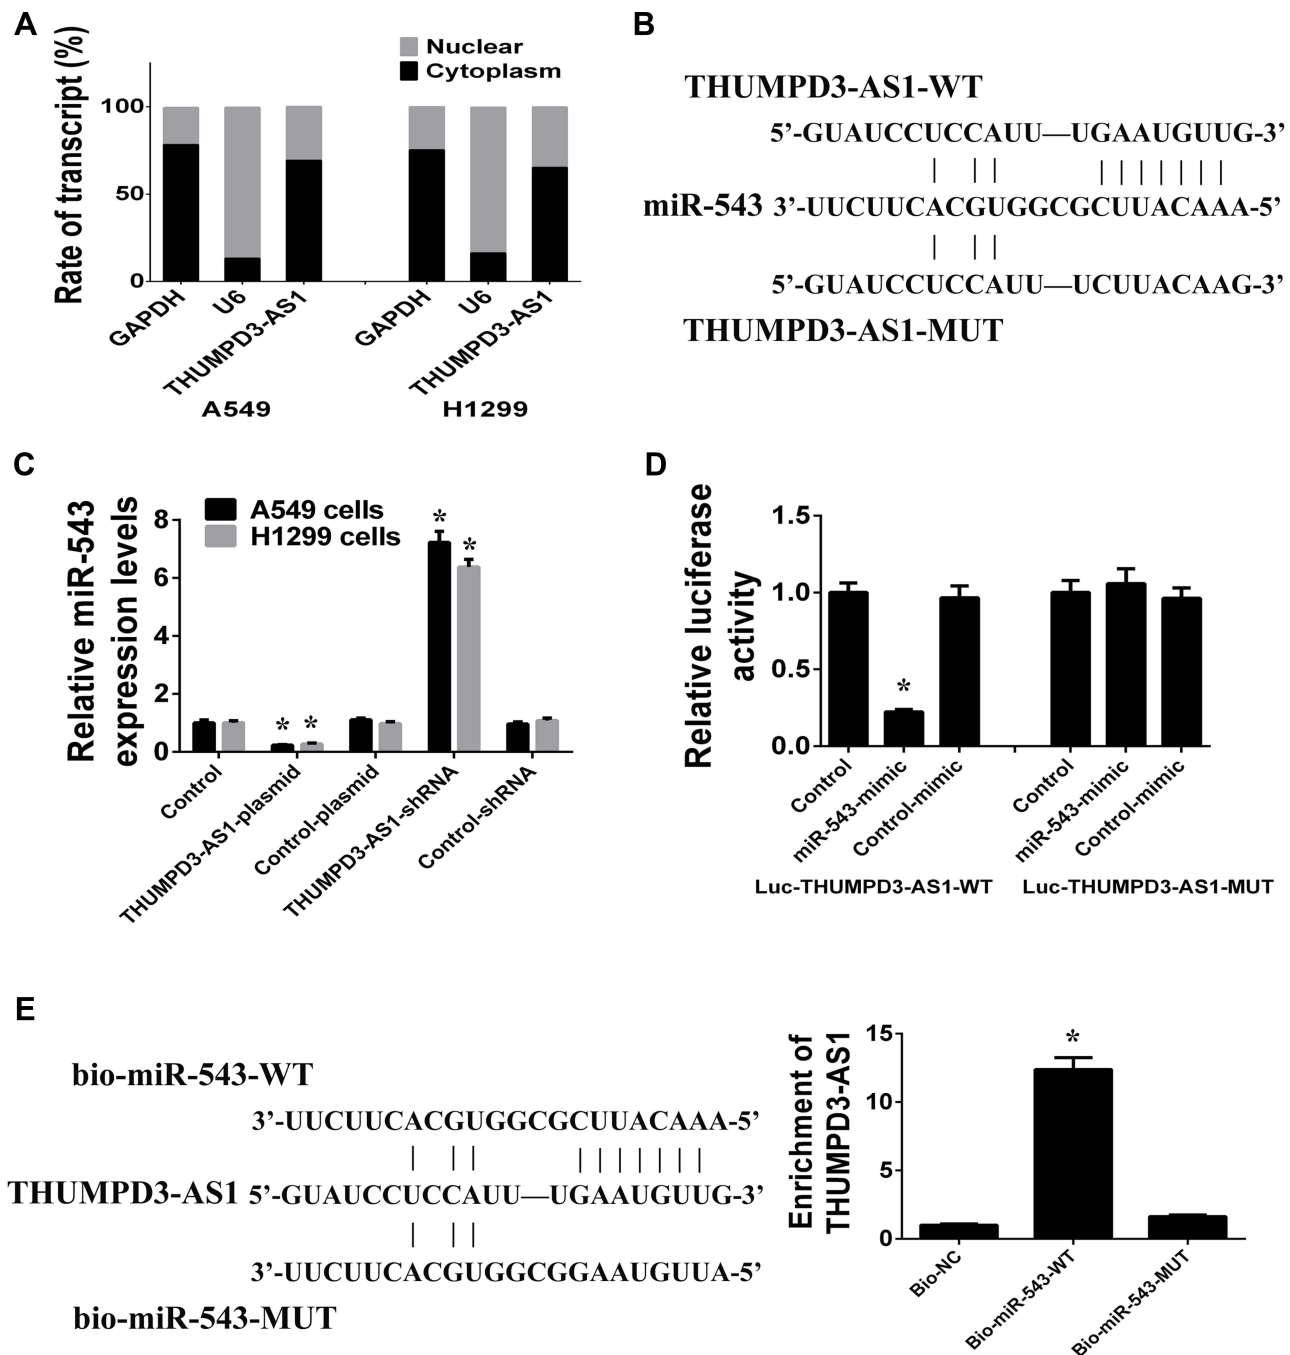 A
Rate of transcript (%)
Nuclear
Cytoplasm
100
50
0
GAPDH
U6
THUMPD3-AS1
GAPDH
U6
THUMPD3-AS1
A549
H1299
B
THUMPD3-AS1-WT
5’-GUAUCCUCCAUU—UGAAUGUUG-3’
miR-543 3’-UUCUUCACGUGGCGCUUACAAA-5’
5’-GUAUCCUCCAUU—UCUUACAAG-3’
THUMPD3-AS1-MUT
C
Relative miR-543
expression levels
A549 cells
H1299 cells
8
6
4
2
0
* * * *
Control
THUMPD3-AS1-plasmid
Control-plasmid
THUMPD3-AS1-shRNA
Control-shRNA
D
Relative luciferase
activity
1.5
1.0
0.5
0.0
*
Control
miR-543-mimic
Control-mimic
Control
miR-543-mimic
Control-mimic
Luc-THUMPD3-AS1-WT
Luc-THUMPD3-AS1-MUT
E
bio-miR-543-WT
3’-UUCUUCACGUGGCGCUUACAAA-5’
THUMPD3-AS1 5’-GUAUCCUCCAUU—UGAAUGUUG-3’
3’-UUCUUCACGUGGCGGAAUGUUA-5’
bio-miR-543-MUT
Enrichment of
THUMPD3-AS1
15
10
5
0
*
Bio-NC
Bio-miR-543-WT
Bio-miR-543-MUT